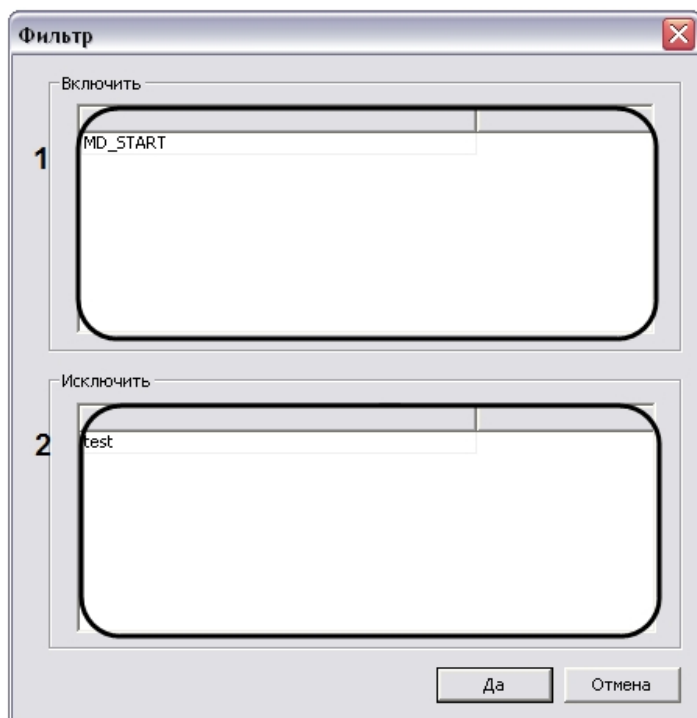 Фильтр
Включить
1
MD_START
Исключить
2
test
Да
Отмена